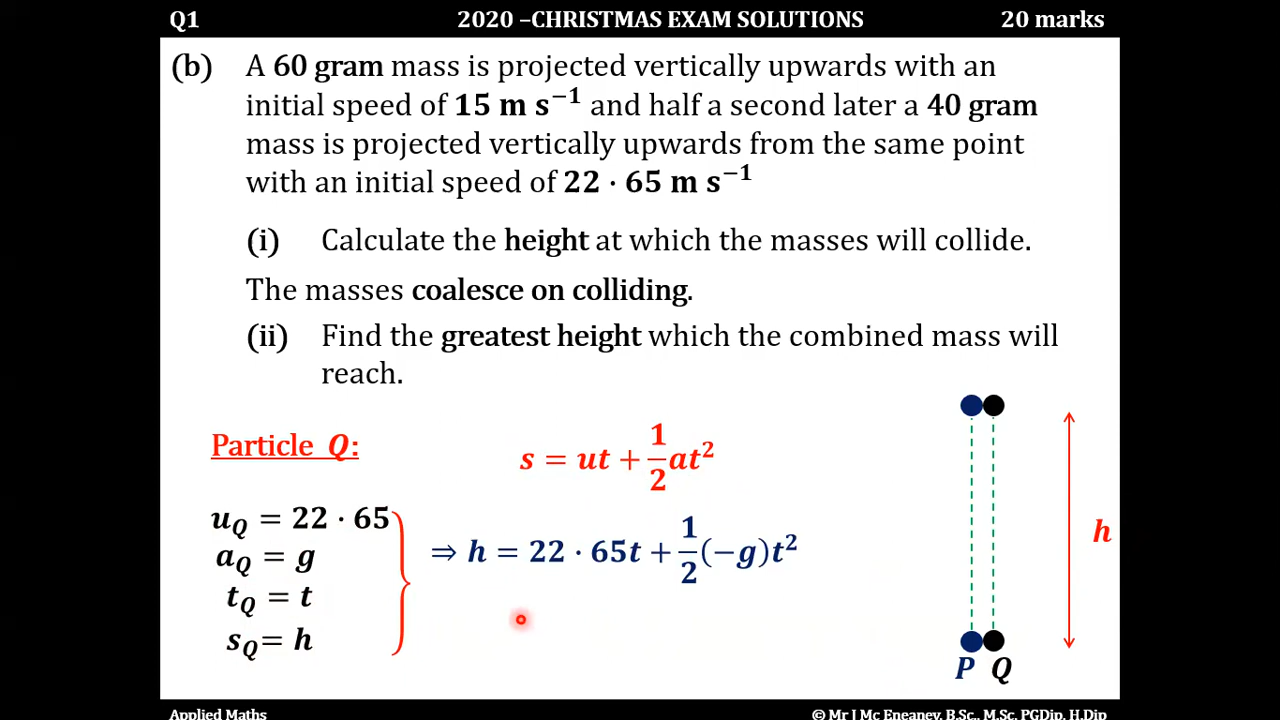 Q1 2020 –CHRISTMAS EXAM SOLUTIONS 20 marks
(b) A 60 gram mass is projected vertically upwards with an
initial speed of 15 m s⁻¹ and half a second later a 40 gram
mass is projected vertically upwards from the same point
with an initial speed of 22 · 65 m s⁻¹
(i) Calculate the height at which the masses will collide.
The masses coalesce on colliding.
(ii) Find the greatest height which the combined mass will
reach.
Particle Q:
s = ut + 1/2 at²
u_Q = 22 · 65
a_Q = g
t_Q = t
s_Q = h
⇒ h = 22 · 65t + 1/2 (−g)t²
h
P Q
Applied Maths © Mr J Mc Eneaney, B.Sc., M.Sc, PGDip, H.Dip